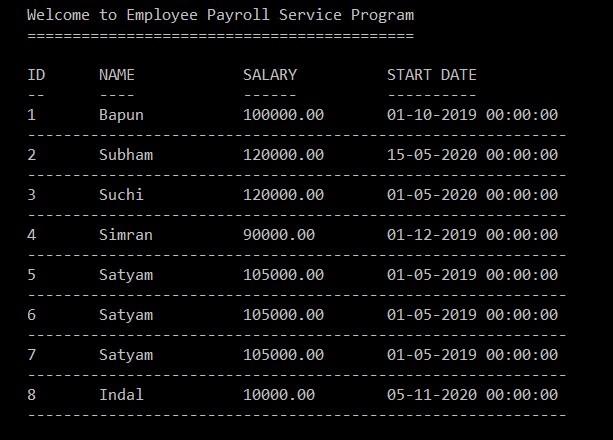 Welcome to Employee Payroll Service Program
===========================================
ID      NAME            SALARY          START DATE
--      ----            ------          ----------
1       Bapun           100000.00       01-10-2019 00:00:00
------------------------------------------------------------
2       Subham          120000.00       15-05-2020 00:00:00
------------------------------------------------------------
3       Suchi           120000.00       01-05-2020 00:00:00
------------------------------------------------------------
4       Simran          90000.00        01-12-2019 00:00:00
------------------------------------------------------------
5       Satyam          105000.00       01-05-2019 00:00:00
------------------------------------------------------------
6       Satyam          105000.00       01-05-2019 00:00:00
------------------------------------------------------------
7       Satyam          105000.00       01-05-2019 00:00:00
------------------------------------------------------------
8       Indal           10000.00        05-11-2020 00:00:00
------------------------------------------------------------